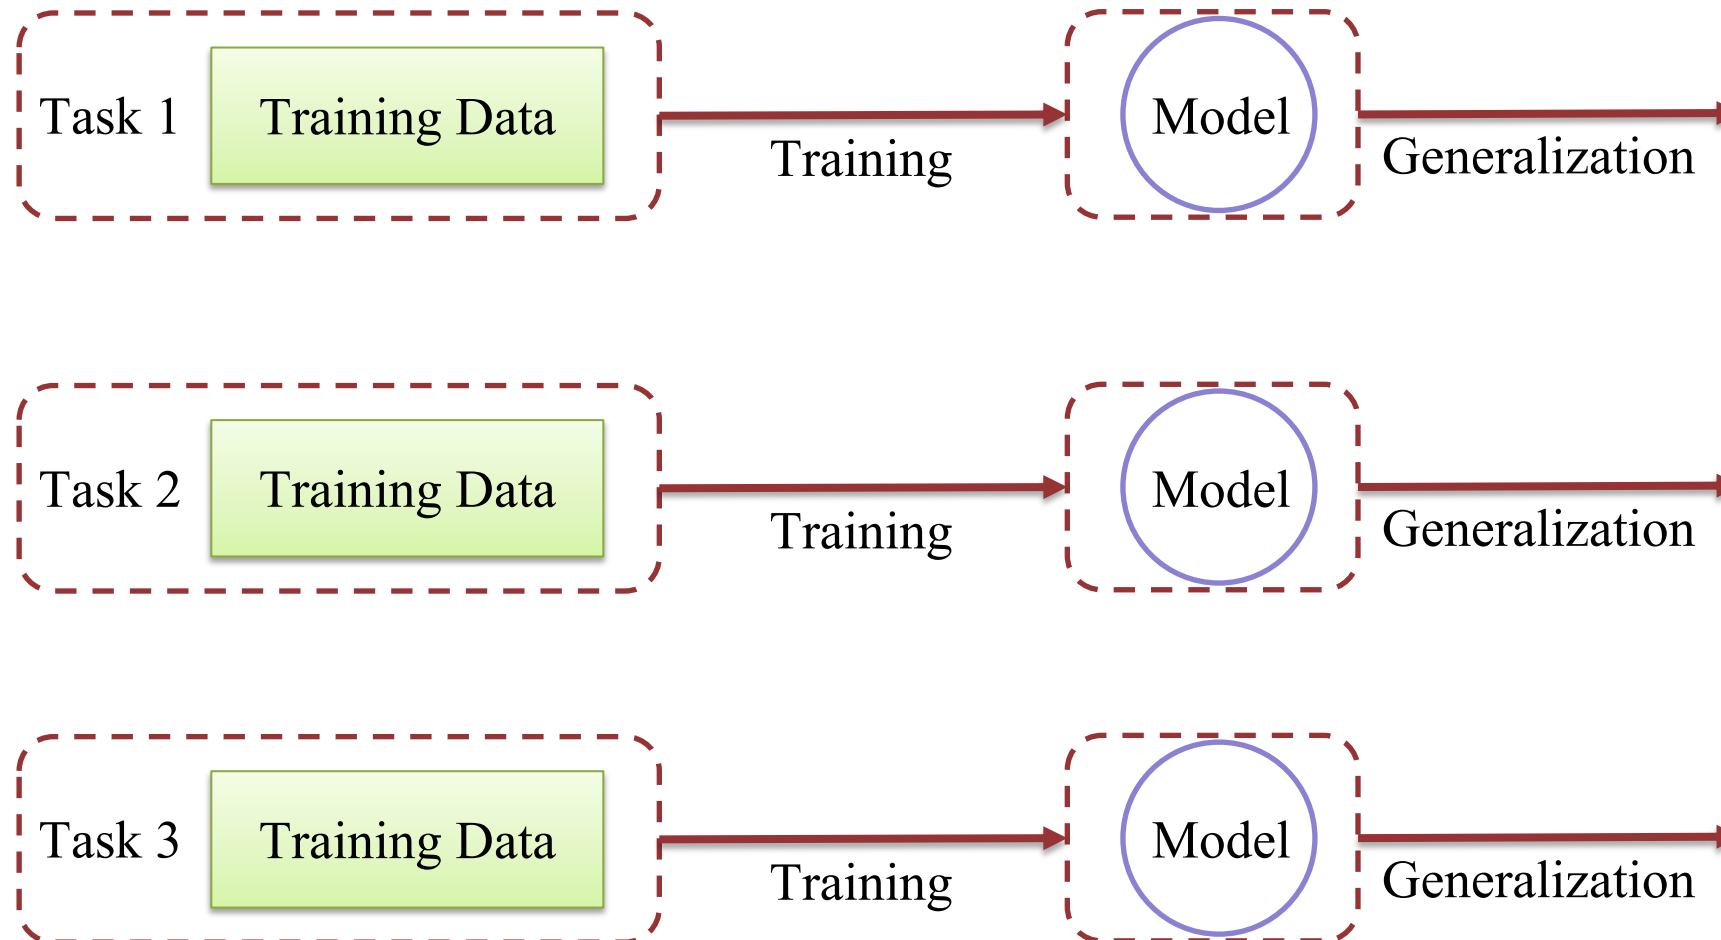 Task 1 Training Data Training Model Generalization
Task 2 Training Data Training Model Generalization
Task 3 Training Data Training Model Generalization